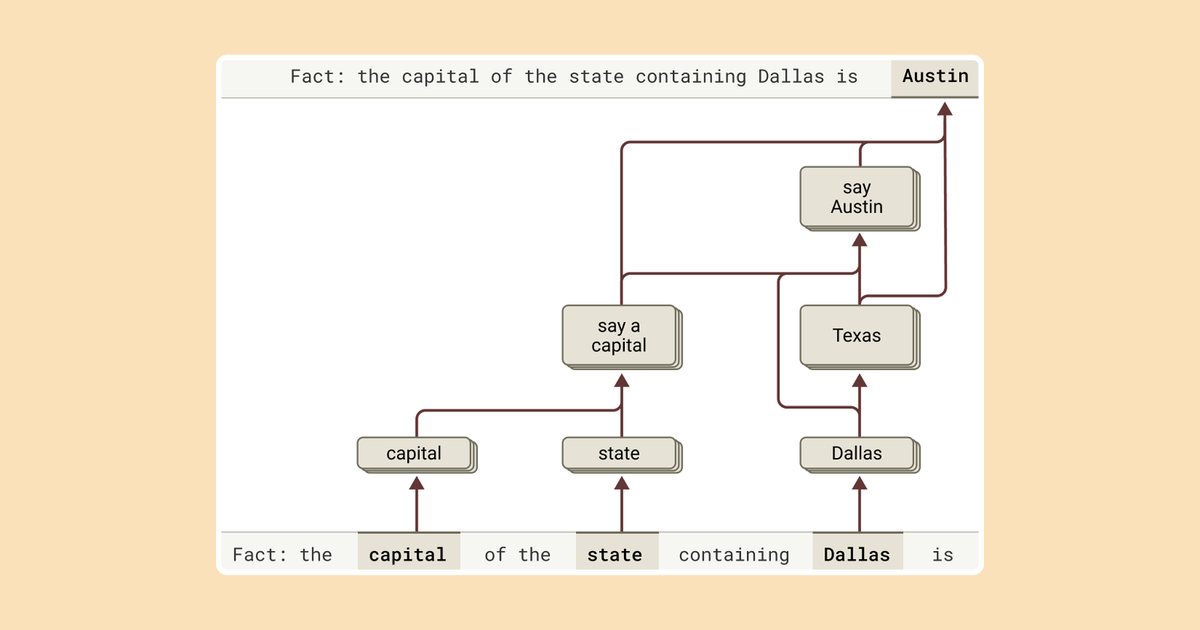 Fact: the capital of the state containing Dallas is Austin
say
Austin
say a
capital
Texas
capital
state
Dallas
Fact: the capital of the state containing Dallas is